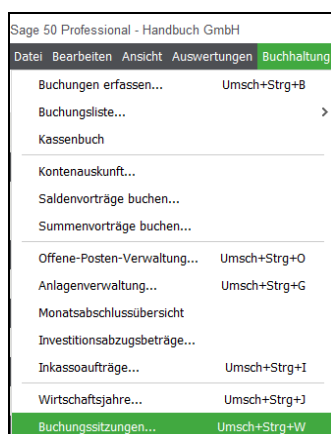 Sage 50 Professional - Handbuch GmbH
Datei Bearbeiten Ansicht Auswertungen Buchhaltung
Buchungen erfassen... Umsch+Strg+B
Buchungsliste...
Kassenbuch
Kontenauskunft...
Saldenvorträge buchen...
Summenvorträge buchen...
Offene-Posten-Verwaltung... Umsch+Strg+O
Anlagenverwaltung... Umsch+Strg+G
Monatsabschlussübersicht
Investitionsabzugsbeträge...
Inkassoaufträge... Umsch+Strg+I
Wirtschaftsjahre... Umsch+Strg+J
Buchungssitzungen... Umsch+Strg+W